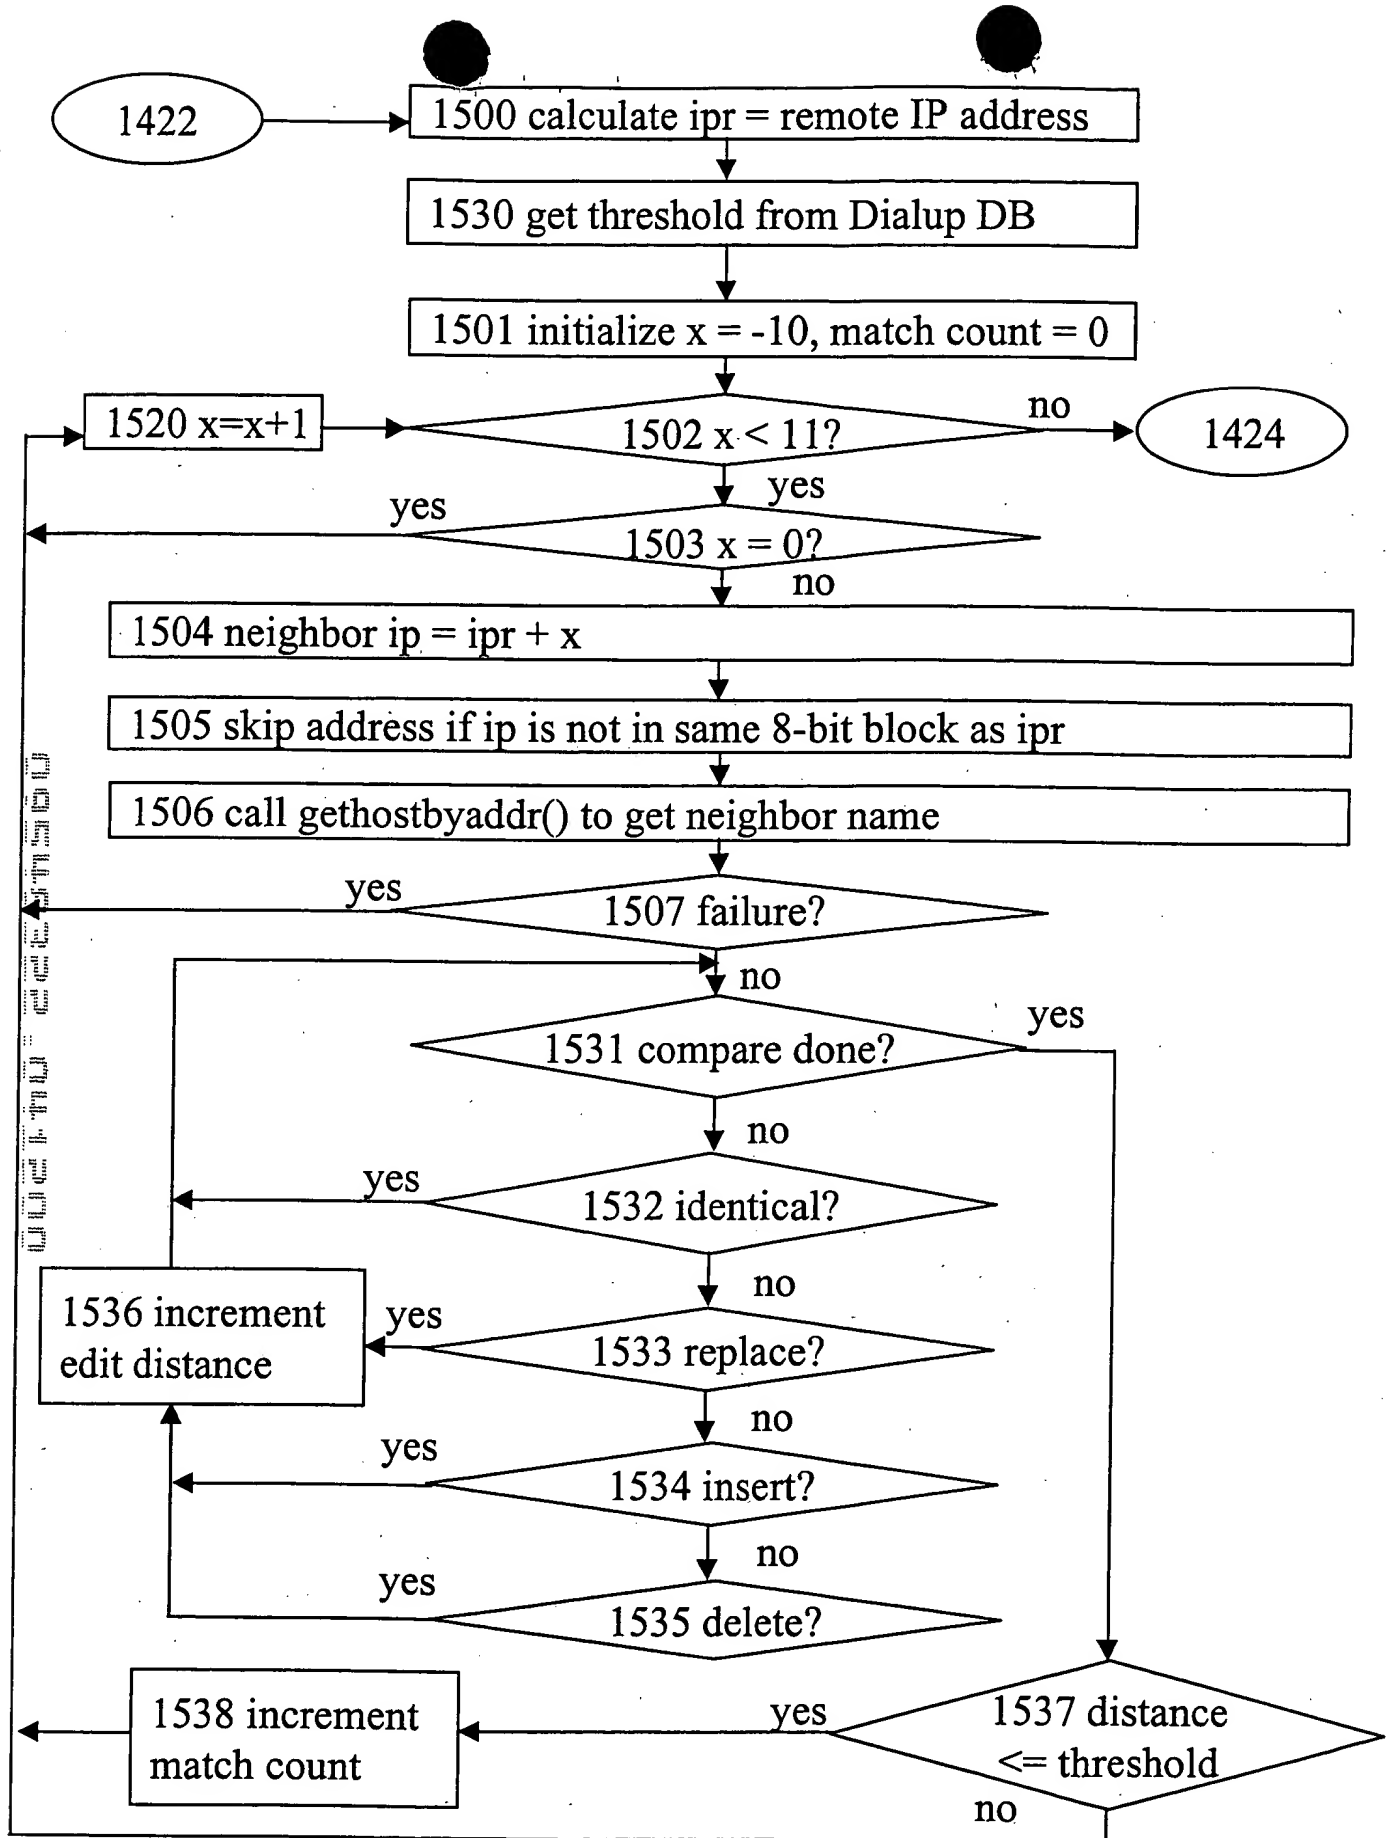 1422
1500 calculate ipr = remote IP address
1530 get threshold from Dialup DB
1501 initialize x = -10, match count = 0
1520 x=x+1
1502 x < 11?
no
1424
yes
yes
1503 x = 0?
no
1504 neighbor ip = ipr + x
1505 skip address if ip is not in same 8-bit block as ipr
1506 call gethostbyaddr() to get neighbor name
yes
1507 failure?
no
1531 compare done?
yes
no
yes
1532 identical?
no
1536 increment
edit distance
yes
1533 replace?
no
yes
1534 insert?
no
yes
1535 delete?
1538 increment
match count
yes
1537 distance
<= threshold
no